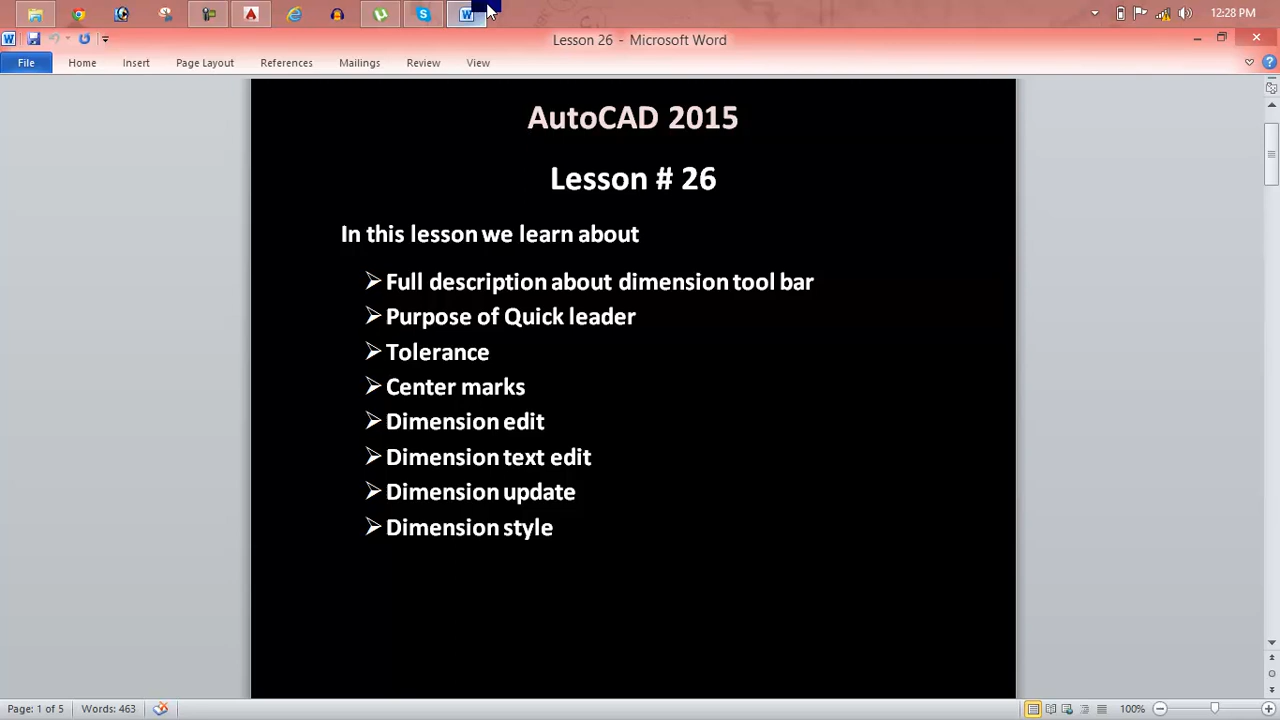 12:28 PM
Lesson 26 - Microsoft Word
File Home Insert Page Layout References Mailings Review View
AutoCAD 2015
Lesson # 26
In this lesson we learn about
Full description about dimension tool bar
Purpose of Quick leader
Tolerance
Center marks
Dimension edit
Dimension text edit
Dimension update
Dimension style
Page: 1 of 5 Words: 463 100%